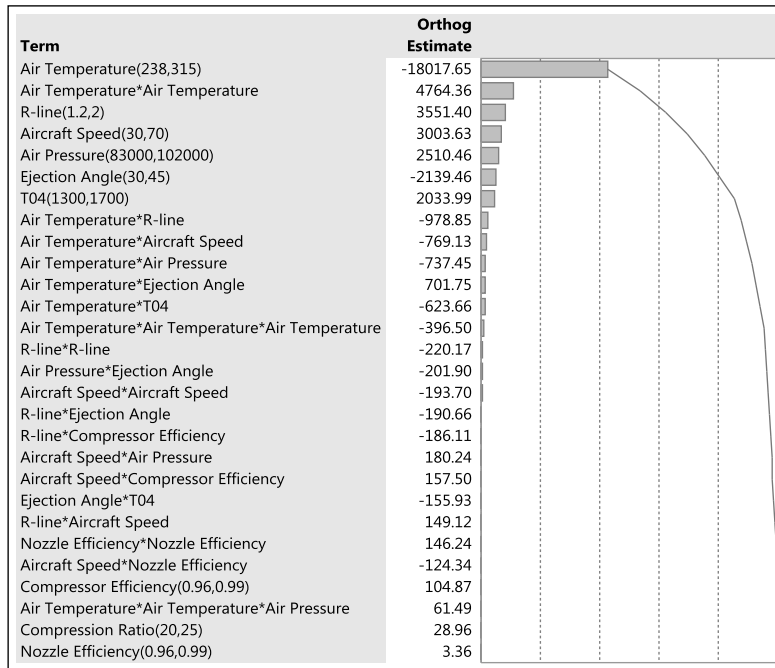 Orthog
Term Estimate
Air Temperature(238,315) -18017.65
Air Temperature*Air Temperature 4764.36
R-line(1.2,2) 3551.40
Aircraft Speed(30,70) 3003.63
Air Pressure(83000,102000) 2510.46
Ejection Angle(30,45) -2139.46
T04(1300,1700) 2033.99
Air Temperature*R-line -978.85
Air Temperature*Aircraft Speed -769.13
Air Temperature*Air Pressure -737.45
Air Temperature*Ejection Angle 701.75
Air Temperature*T04 -623.66
Air Temperature*Air Temperature*Air Temperature -396.50
R-line*R-line -220.17
Air Pressure*Ejection Angle -201.90
Aircraft Speed*Aircraft Speed -193.70
R-line*Ejection Angle -190.66
R-line*Compressor Efficiency -186.11
Aircraft Speed*Air Pressure 180.24
Aircraft Speed*Compressor Efficiency 157.50
Ejection Angle*T04 -155.93
R-line*Aircraft Speed 149.12
Nozzle Efficiency*Nozzle Efficiency 146.24
Aircraft Speed*Nozzle Efficiency -124.34
Compressor Efficiency(0.96,0.99) 104.87
Air Temperature*Air Temperature*Air Pressure 61.49
Compression Ratio(20,25) 28.96
Nozzle Efficiency(0.96,0.99) 3.36